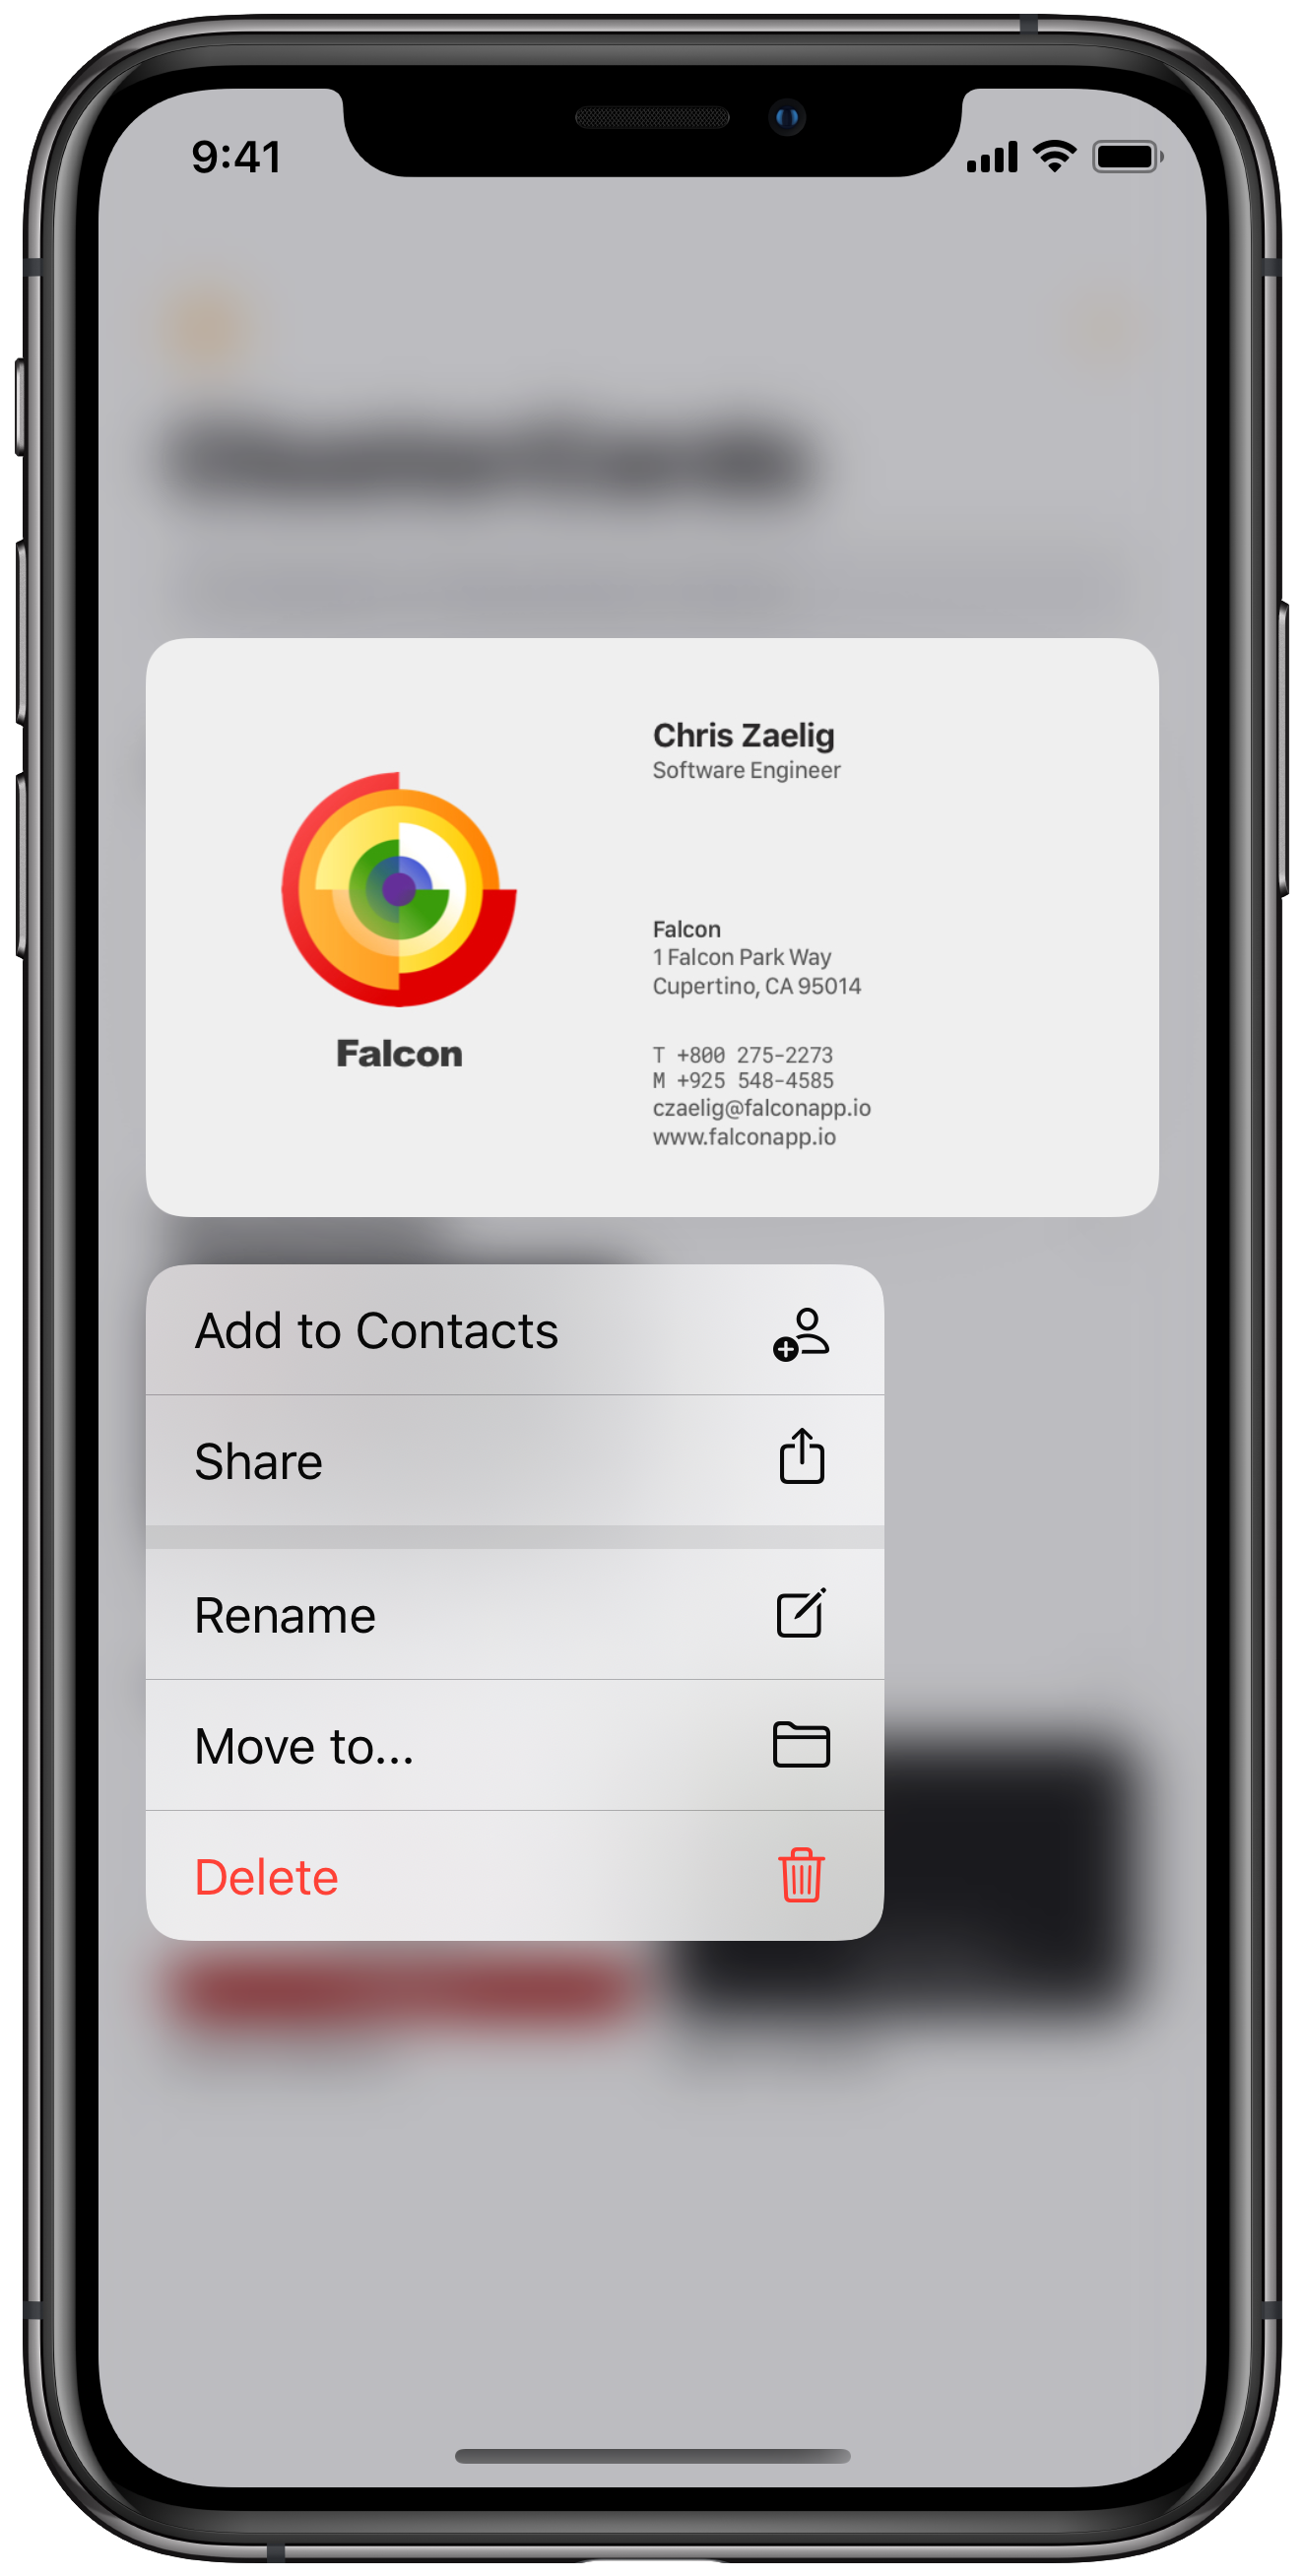 9:41
Chris Zaelig
Software Engineer
Falcon
1 Falcon Park Way
Cupertino, CA 95014
T +800 275-2273
M +925 548-4585
czaelig@falconapp.io
www.falconapp.io
Falcon
Add to Contacts
Share
Rename
Move to...
Delete